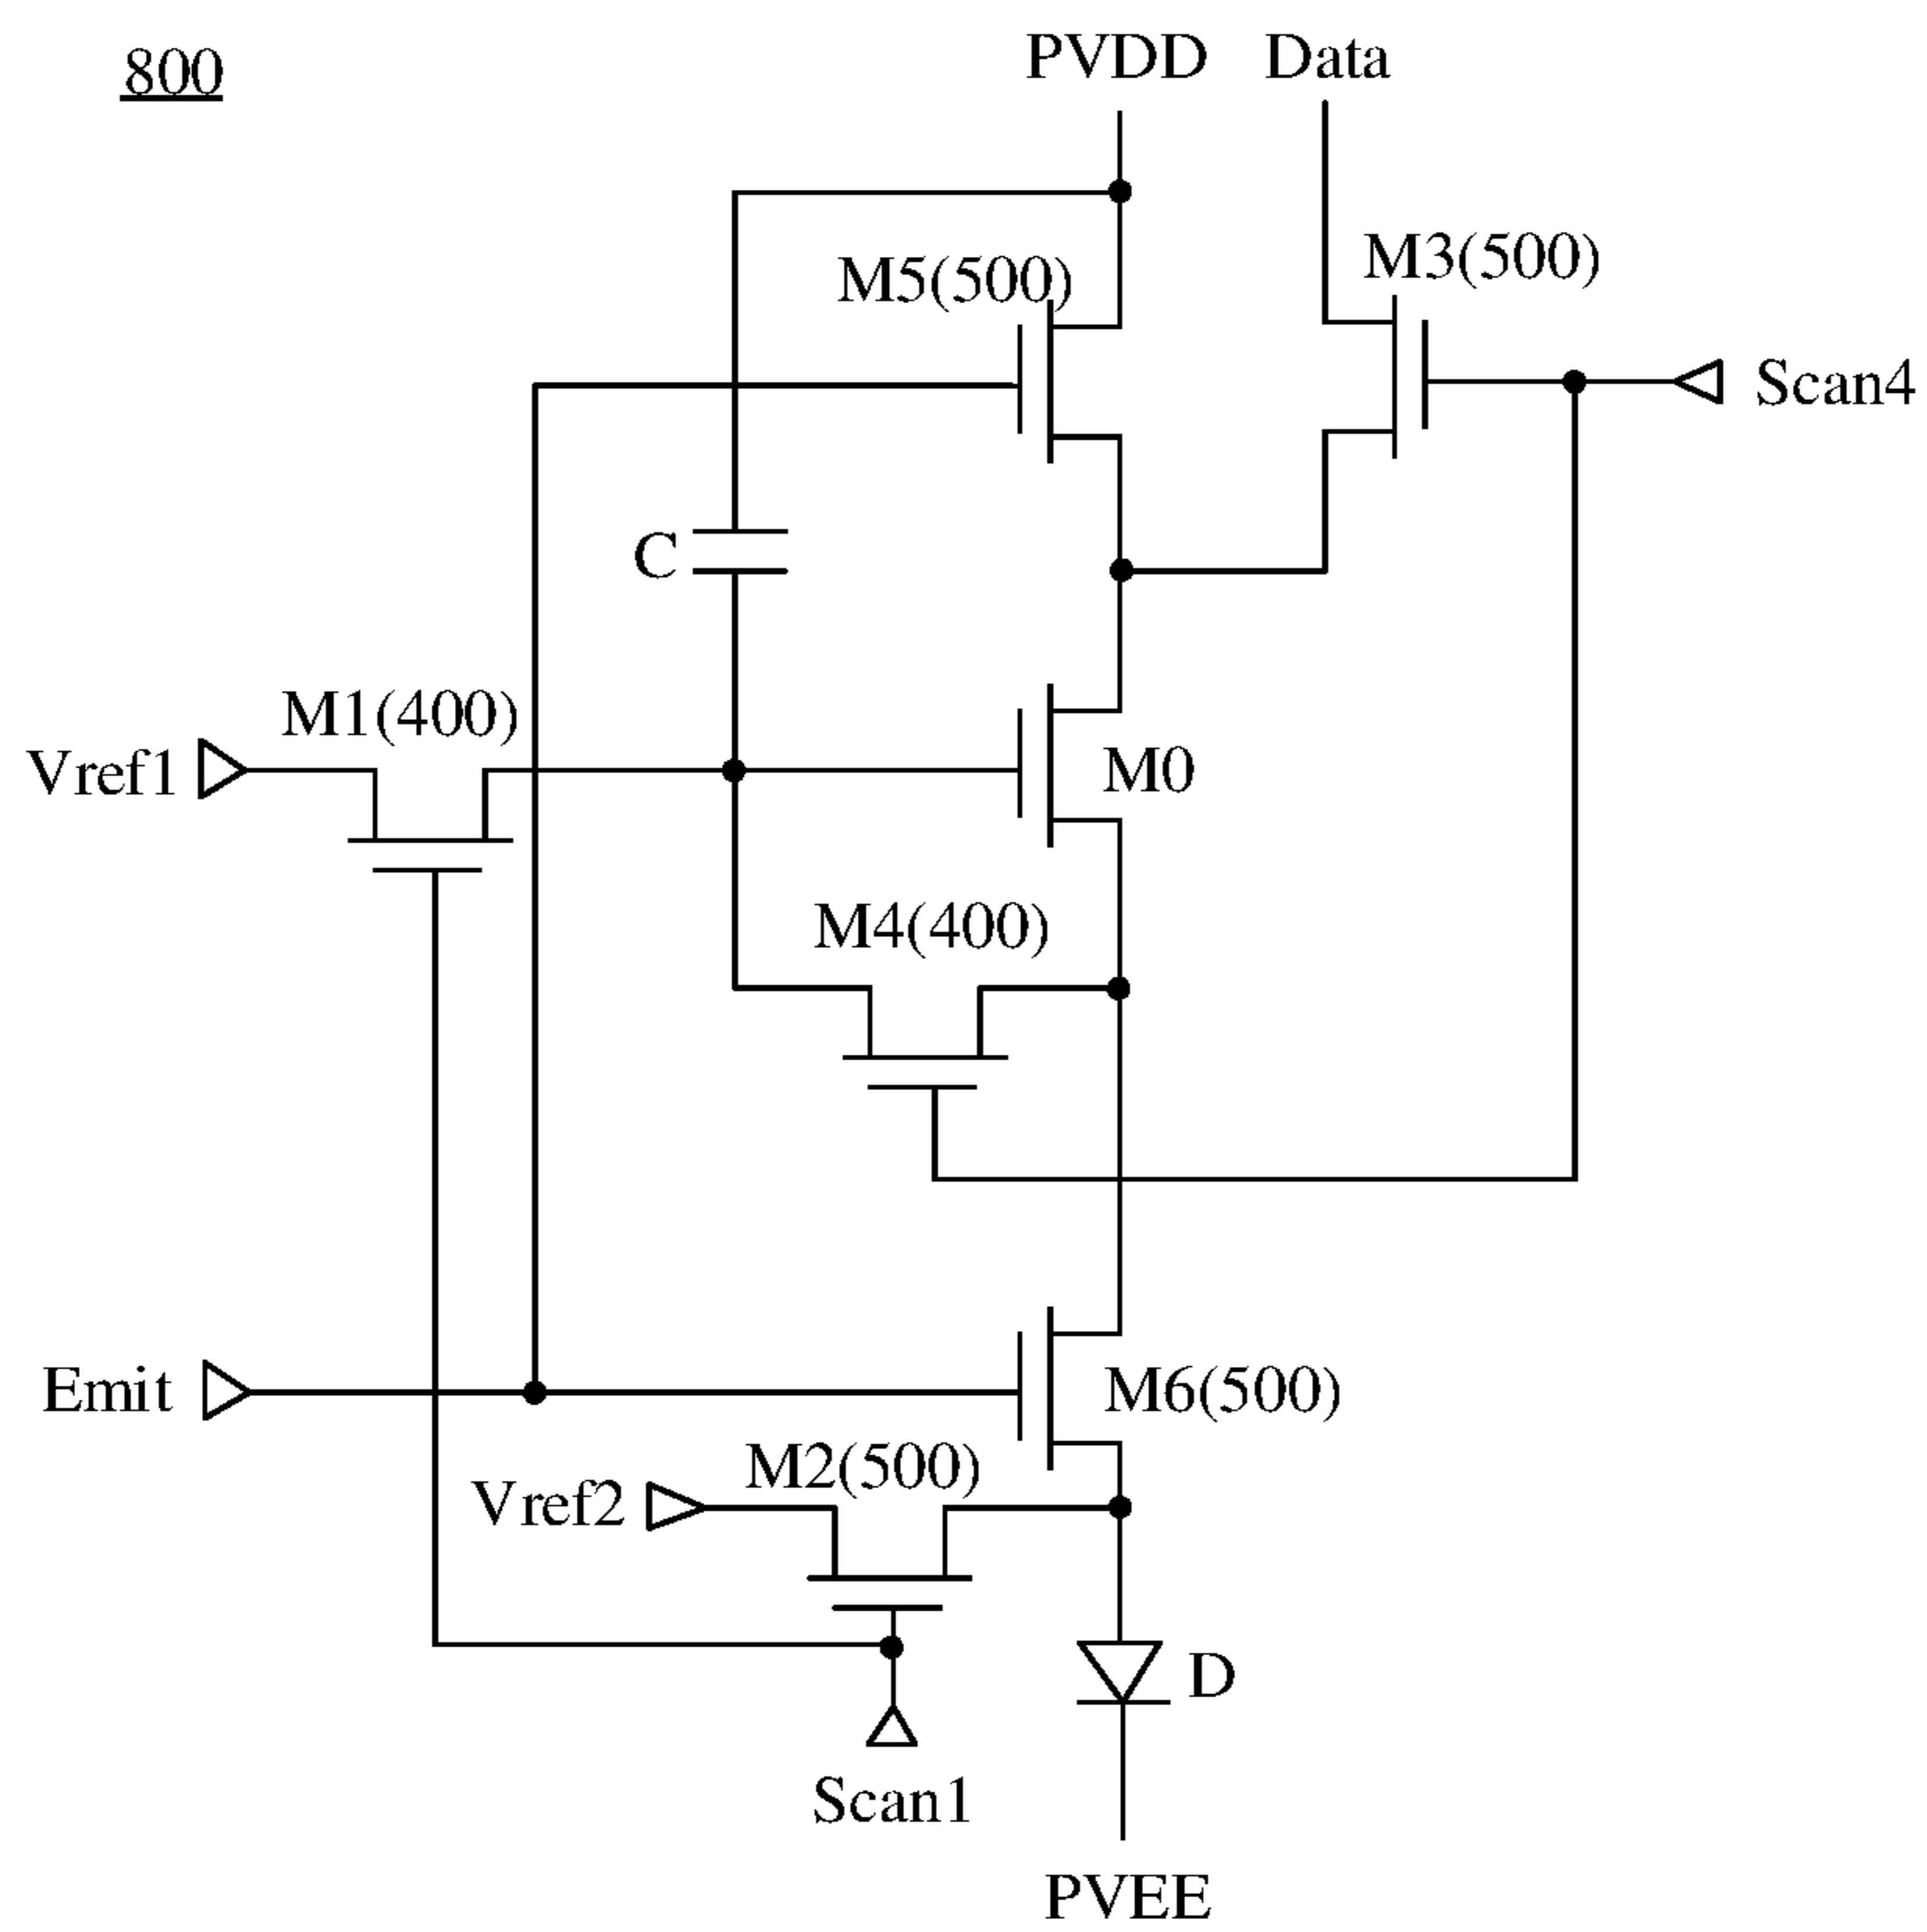 800
PVDD
Data
M5(500)
M3(500)
Scan4
C
M1(400)
Vref1
M0
M4(400)
Emit
M6(500)
M2(500)
Vref2
D
Scan1
PVEE